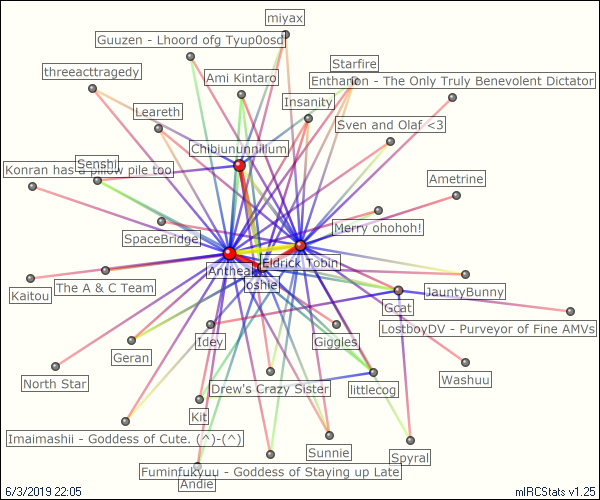 miyax
Guuzen - Lhoord ofg Tyup0osd
Starfire
threeacttragedy
Ami Kintaro
Enthanon - The Only Truly Benevolent Dictator
Insanity
Leareth
Sven and Olaf <3
Chibiununnilium
Senshi
Konran has a pillow pile too
Ametrine
SpaceBridge
Merry ohohoh!
Eldrick Tobin
Anthea
oshie
The A & C Team
Kaitou
JauntyBunny
Gcat
LostboyDV - Purveyor of Fine AMVs
Idey
Giggles
Geran
North Star
Washuu
Drew's Crazy Sister
littlecog
Kit
Imaimashii - Goddess of Cute. (^)-(^)
Sunnie
Spyral
Fuminfukyuu - Goddess of Staying up Late
Andie
6/3/2019 22:05
mIRCStats v1.25